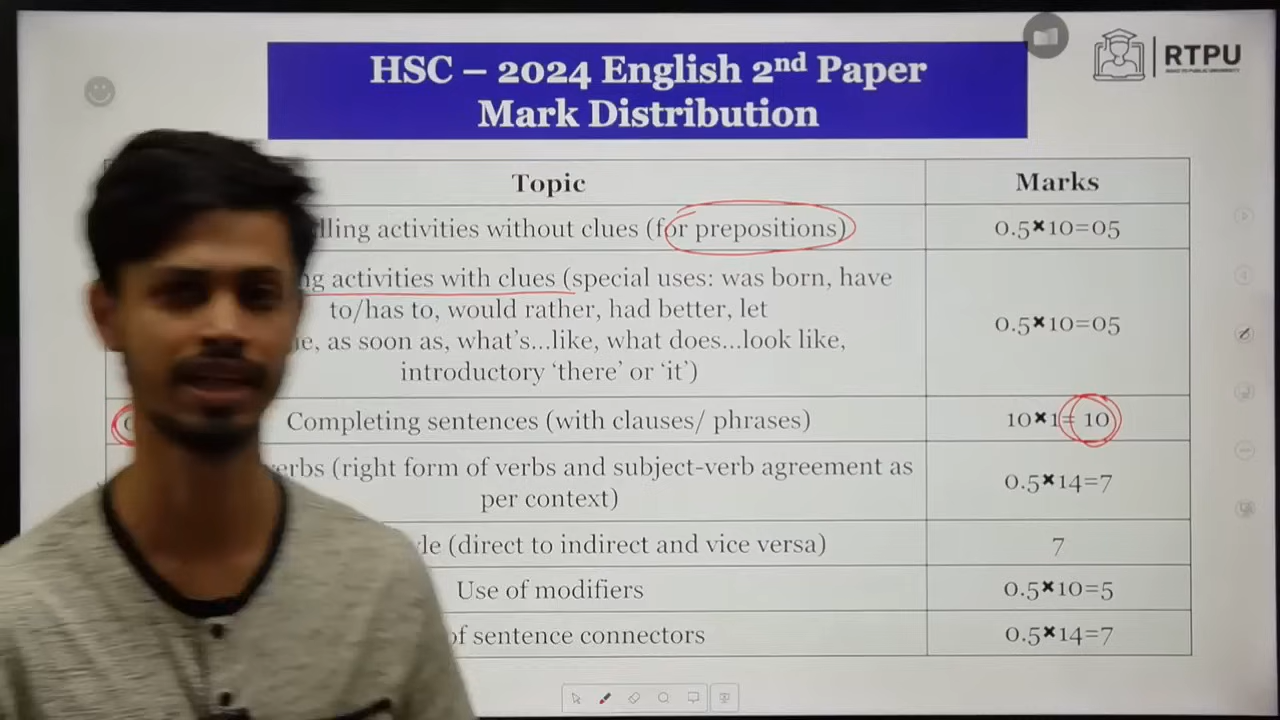 HSC – 2024 English 2nd Paper
Mark Distribution
RTPU
Topic Marks
activities without clues (for prepositions) 0.5×10=05
activities with clues (special uses: was born, have
to/has to, would rather, had better, let
as soon as, what's...like, what does...look like,
introductory 'there' or 'it') 0.5×10=05
Completing sentences (with clauses/ phrases) 10×1= 10
(right form of verbs and subject-verb agreement as
per context) 0.5×14=7
(direct to indirect and vice versa) 7
Use of modifiers 0.5×10=5
of sentence connectors 0.5×14=7